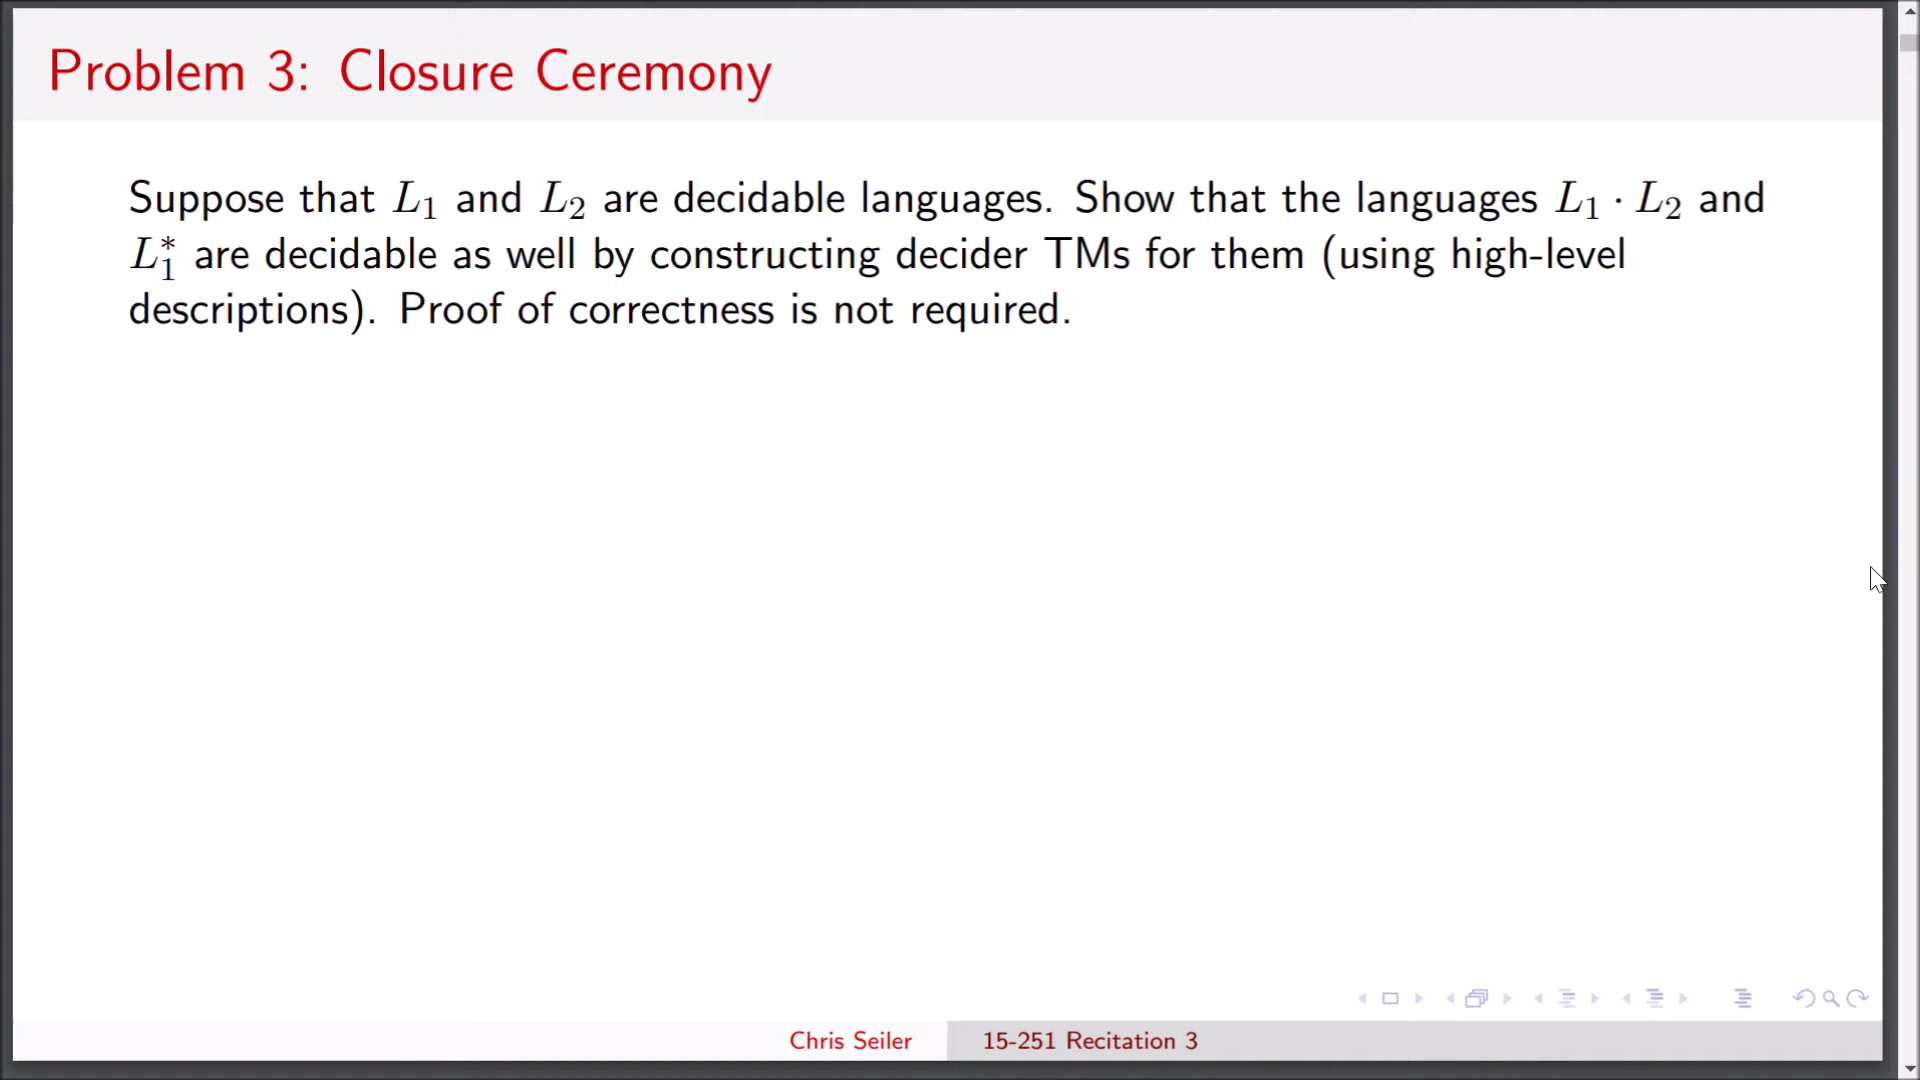 Problem 3: Closure Ceremony
Suppose that L₁ and L₂ are decidable languages. Show that the languages L₁ · L₂ and
L₁* are decidable as well by constructing decider TMs for them (using high-level
descriptions). Proof of correctness is not required.
Chris Seiler
15-251 Recitation 3